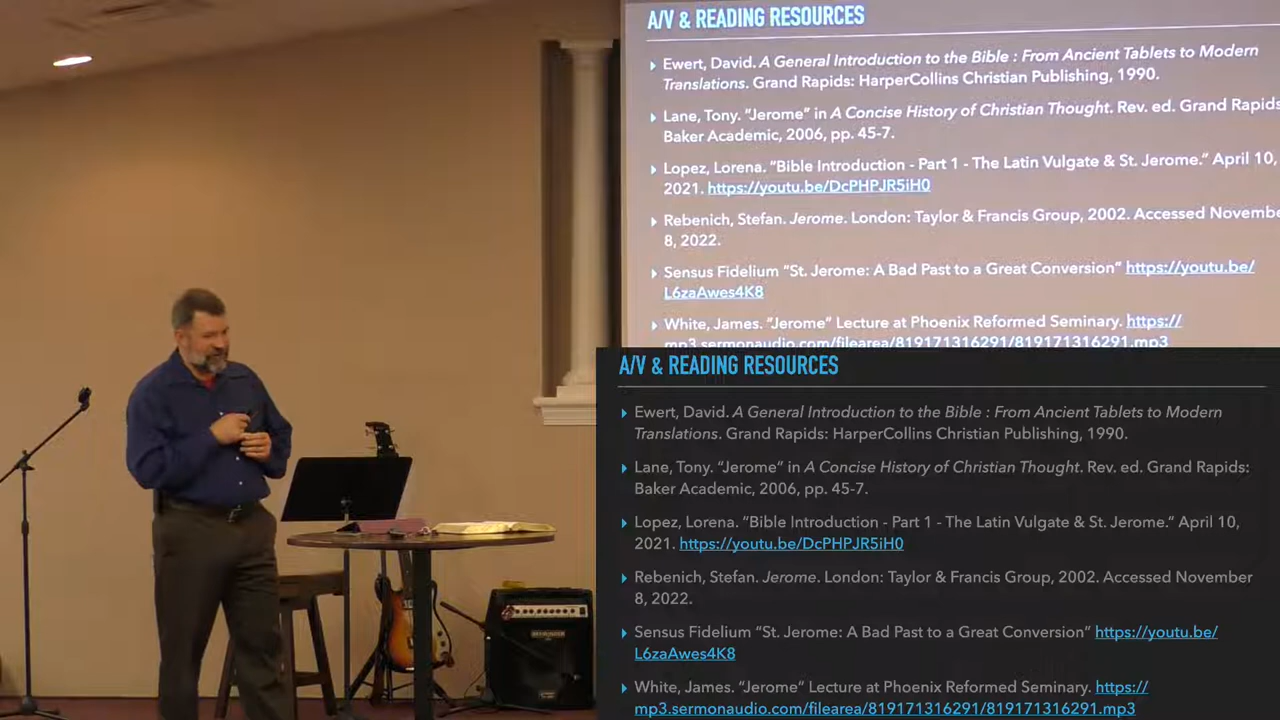 A/V & READING RESOURCES
Ewert, David. A General Introduction to the Bible : From Ancient Tablets to Modern
Translations. Grand Rapids: HarperCollins Christian Publishing, 1990.
Lane, Tony. “Jerome” in A Concise History of Christian Thought. Rev. ed. Grand Rapids
Baker Academic, 2006, pp. 45-7.
Lopez, Lorena. “Bible Introduction - Part 1 - The Latin Vulgate & St. Jerome.” April 10,
2021. https://youtu.be/DcPHPJR5iH0
Rebenich, Stefan. Jerome. London: Taylor & Francis Group, 2002. Accessed Novembe
8, 2022.
Sensus Fidelium “St. Jerome: A Bad Past to a Great Conversion” https://youtu.be/
L6zaAwes4K8
White, James. “Jerome” Lecture at Phoenix Reformed Seminary. https://
mp3.sermonaudio.com/filearea/819171316291/819171316291.mp3
A/V & READING RESOURCES
Ewert, David. A General Introduction to the Bible : From Ancient Tablets to Modern
Translations. Grand Rapids: HarperCollins Christian Publishing, 1990.
Lane, Tony. “Jerome” in A Concise History of Christian Thought. Rev. ed. Grand Rapids:
Baker Academic, 2006, pp. 45-7.
Lopez, Lorena. “Bible Introduction - Part 1 - The Latin Vulgate & St. Jerome.” April 10,
2021. https://youtu.be/DcPHPJR5iH0
Rebenich, Stefan. Jerome. London: Taylor & Francis Group, 2002. Accessed November
8, 2022.
Sensus Fidelium “St. Jerome: A Bad Past to a Great Conversion” https://youtu.be/
L6zaAwes4K8
White, James. “Jerome” Lecture at Phoenix Reformed Seminary. https://
mp3.sermonaudio.com/filearea/819171316291/819171316291.mp3